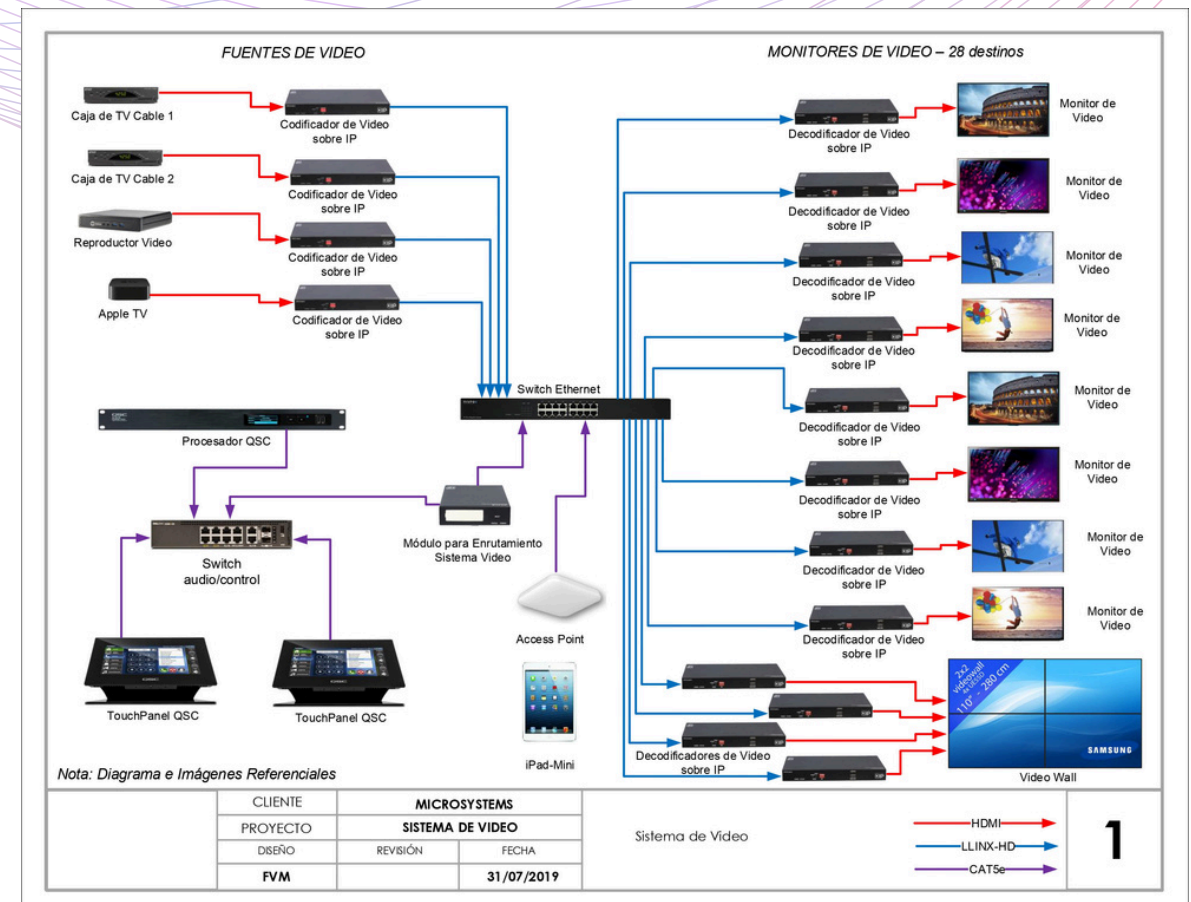 FUENTES DE VIDEO
MONITORES DE VIDEO – 28 destinos
Caja de TV Cable 1
Codificador de Video
sobre IP
Caja de TV Cable 2
Codificador de Video
sobre IP
Reproductor Video
Codificador de Video
sobre IP
Apple TV
Codificador de Video
sobre IP
Switch Ethernet
Procesador QSC
Switch
audio/control
Módulo para Enrutamiento
Sistema Video
Access Point
TouchPanel QSC
TouchPanel QSC
iPad-Mini
Decodificador de Video
sobre IP
Monitor de
Video
Decodificador de Video
sobre IP
Monitor de
Video
Decodificador de Video
sobre IP
Monitor de
Video
Decodificador de Video
sobre IP
Monitor de
Video
Decodificador de Video
sobre IP
Monitor de
Video
Decodificador de Video
sobre IP
Monitor de
Video
Decodificador de Video
sobre IP
Monitor de
Video
Decodificador de Video
sobre IP
Monitor de
Video
Decodificadores de Video
sobre IP
2x2
videowall
110" - 280 cm
SAMSUNG
Video Wall
Nota: Diagrama e Imágenes Referenciales
CLIENTE
MICROSYSTEMS
PROYECTO
SISTEMA DE VIDEO
DISEÑO
REVISIÓN
FECHA
FVM
31/07/2019
Sistema de Video
HDMI
LLINX-HD
CAT5e
1